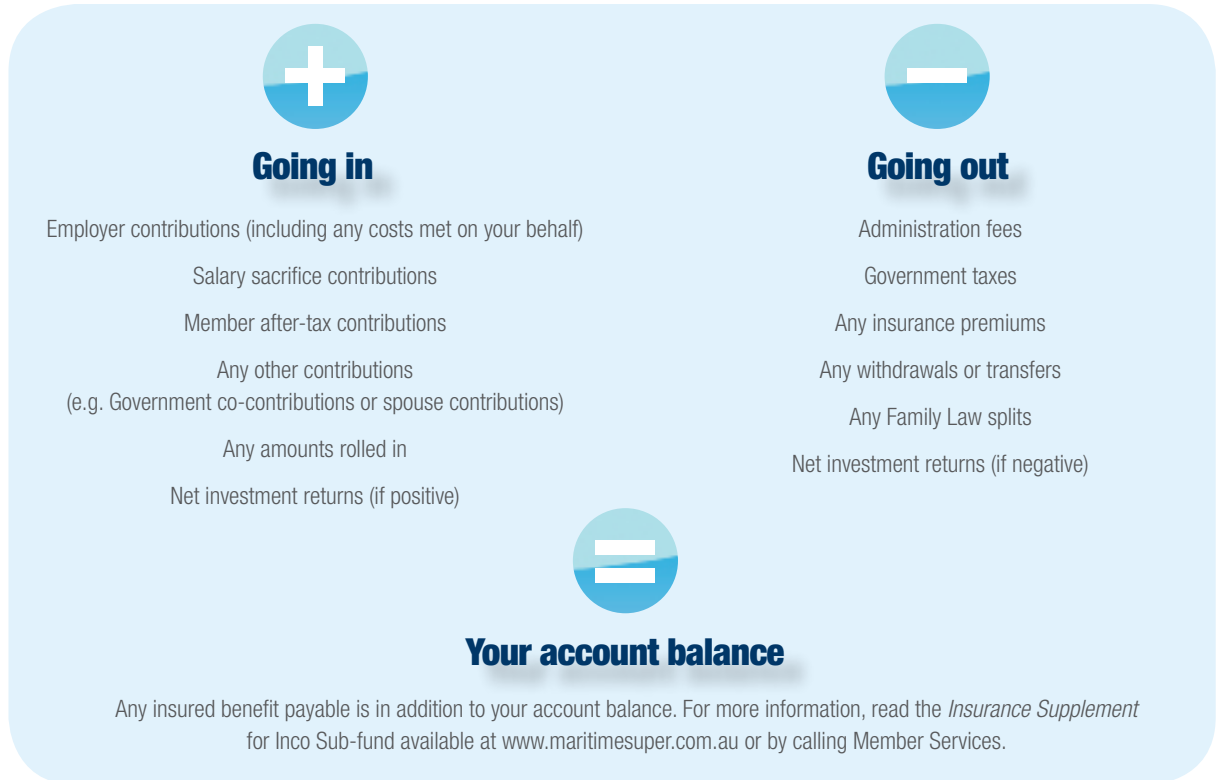 Going in
Employer contributions (including any costs met on your behalf)
Salary sacrifice contributions
Member after-tax contributions
Any other contributions
(e.g. Government co-contributions or spouse contributions)
Any amounts rolled in
Net investment returns (if positive)
Going out
Administration fees
Government taxes
Any insurance premiums
Any withdrawals or transfers
Any Family Law splits
Net investment returns (if negative)
Your account balance
Any insured benefit payable is in addition to your account balance. For more information, read the Insurance Supplement
for Inco Sub-fund available at www.maritimesuper.com.au or by calling Member Services.